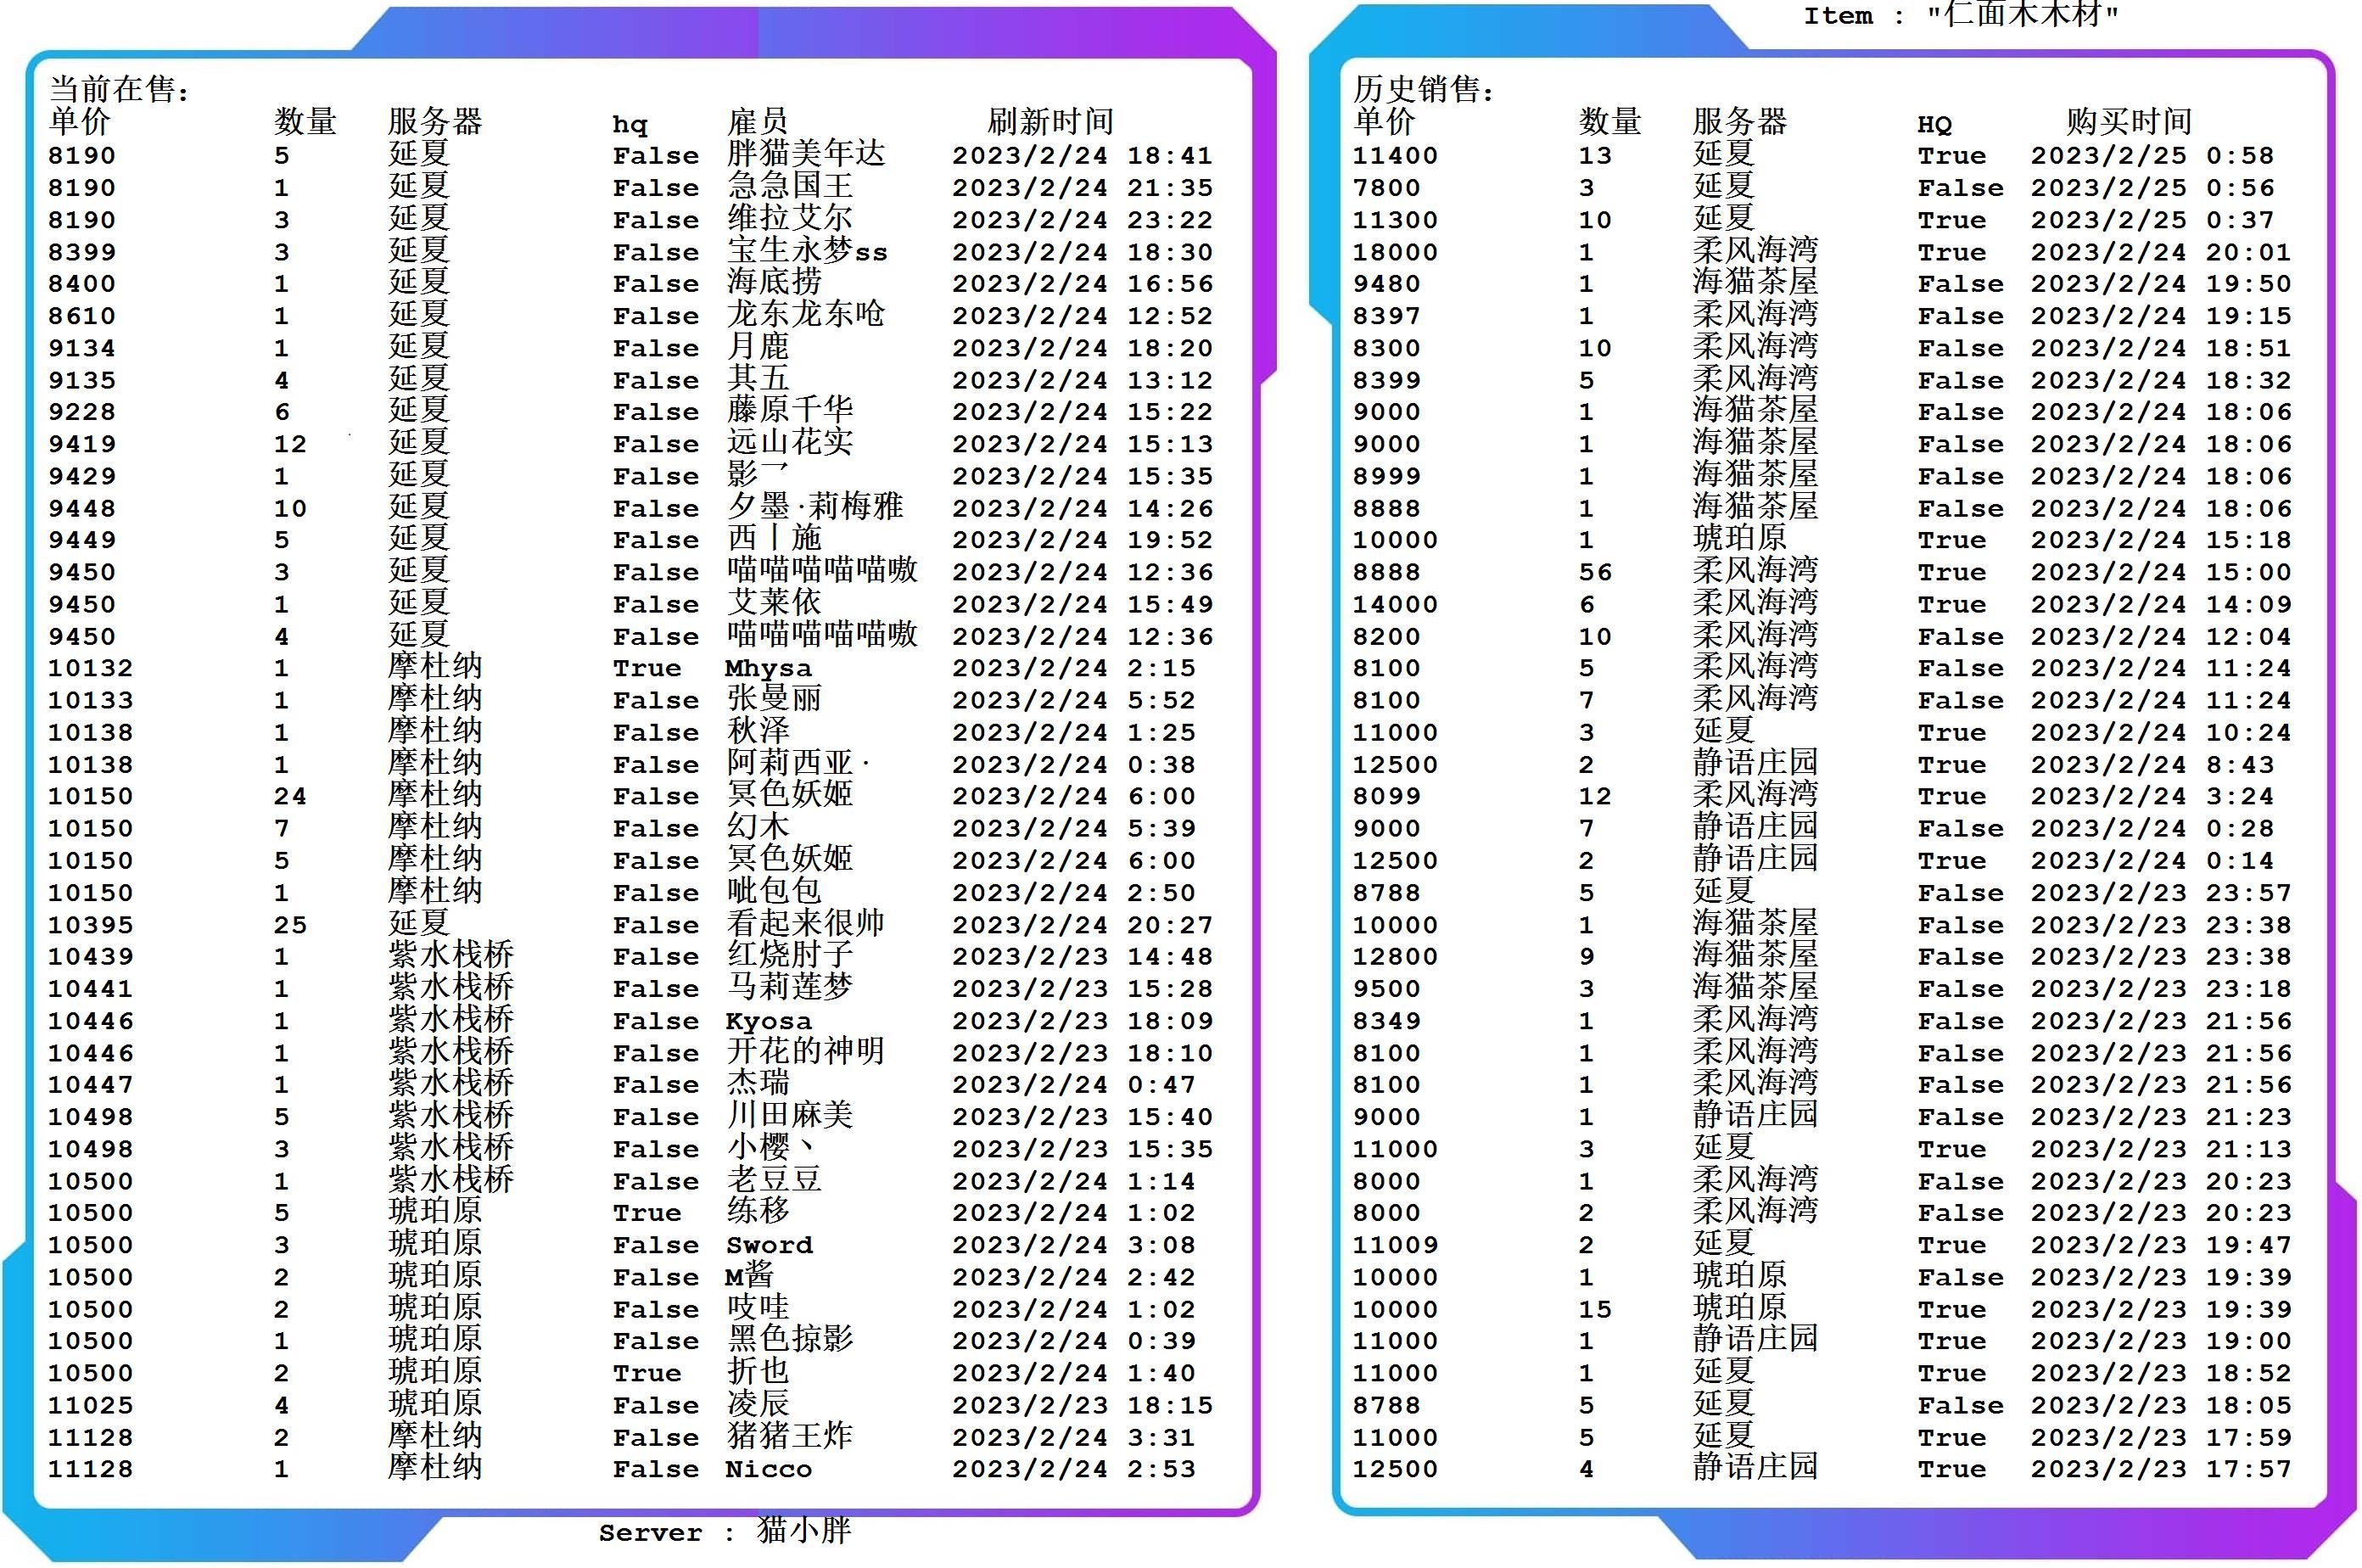 Item : "仁面木木材"
当前在售:
单价 数量 服务器 hq 雇员 刷新时间
8190 5 延夏 False 胖猫美年达 2023/2/24 18:41
8190 1 延夏 False 急急国王 2023/2/24 21:35
8190 3 延夏 False 维拉艾尔 2023/2/24 23:22
8399 3 延夏 False 宝生永梦ss 2023/2/24 18:30
8400 1 延夏 False 海底捞 2023/2/24 16:56
8610 1 延夏 False 龙东龙东呛 2023/2/24 12:52
9134 1 延夏 False 月鹿 2023/2/24 18:20
9135 4 延夏 False 其五 2023/2/24 13:12
9228 6 延夏 False 藤原千华 2023/2/24 15:22
9419 12 延夏 False 远山花实 2023/2/24 15:13
9429 1 延夏 False 影乛 2023/2/24 15:35
9448 10 延夏 False 夕墨·莉梅雅 2023/2/24 14:26
9449 5 延夏 False 西丨施 2023/2/24 19:52
9450 3 延夏 False 喵喵喵喵喵嗷 2023/2/24 12:36
9450 1 延夏 False 艾莱依 2023/2/24 15:49
9450 4 延夏 False 喵喵喵喵喵嗷 2023/2/24 12:36
10132 1 摩杜纳 True Mhysa 2023/2/24 2:15
10133 1 摩杜纳 False 张曼丽 2023/2/24 5:52
10138 1 摩杜纳 False 秋泽 2023/2/24 1:25
10138 1 摩杜纳 False 阿莉西亚· 2023/2/24 0:38
10150 24 摩杜纳 False 冥色妖姬 2023/2/24 6:00
10150 7 摩杜纳 False 幻木 2023/2/24 5:39
10150 5 摩杜纳 False 冥色妖姬 2023/2/24 6:00
10150 1 摩杜纳 False 呲包包 2023/2/24 2:50
10395 25 延夏 False 看起来很帅 2023/2/24 20:27
10439 1 紫水栈桥 False 红烧肘子 2023/2/23 14:48
10441 1 紫水栈桥 False 马莉莲梦 2023/2/23 15:28
10446 1 紫水栈桥 False Kyosa 2023/2/23 18:09
10446 1 紫水栈桥 False 开花的神明 2023/2/23 18:10
10447 1 紫水栈桥 False 杰瑞 2023/2/24 0:47
10498 5 紫水栈桥 False 川田麻美 2023/2/23 15:40
10498 3 紫水栈桥 False 小樱丶 2023/2/23 15:35
10500 1 紫水栈桥 False 老豆豆 2023/2/24 1:14
10500 5 琥珀原 True 练移 2023/2/24 1:02
10500 3 琥珀原 False Sword 2023/2/24 3:08
10500 2 琥珀原 False M酱 2023/2/24 2:42
10500 2 琥珀原 False 吱哇 2023/2/24 1:02
10500 1 琥珀原 False 黑色掠影 2023/2/24 0:39
10500 2 琥珀原 True 折也 2023/2/24 1:40
11025 4 琥珀原 False 凌辰 2023/2/23 18:15
11128 2 摩杜纳 False 猪猪王炸 2023/2/24 3:31
11128 1 摩杜纳 False Nicco 2023/2/24 2:53
历史销售:
单价 数量 服务器 HQ 购买时间
11400 13 延夏 True 2023/2/25 0:58
7800 3 延夏 False 2023/2/25 0:56
11300 10 延夏 True 2023/2/25 0:37
18000 1 柔风海湾 True 2023/2/24 20:01
9480 1 海猫茶屋 False 2023/2/24 19:50
8397 1 柔风海湾 False 2023/2/24 19:15
8300 10 柔风海湾 False 2023/2/24 18:51
8399 5 柔风海湾 False 2023/2/24 18:32
9000 1 海猫茶屋 False 2023/2/24 18:06
9000 1 海猫茶屋 False 2023/2/24 18:06
8999 1 海猫茶屋 False 2023/2/24 18:06
8888 1 海猫茶屋 False 2023/2/24 18:06
10000 1 琥珀原 True 2023/2/24 15:18
8888 56 柔风海湾 True 2023/2/24 15:00
14000 6 柔风海湾 True 2023/2/24 14:09
8200 10 柔风海湾 False 2023/2/24 12:04
8100 5 柔风海湾 False 2023/2/24 11:24
8100 7 柔风海湾 False 2023/2/24 11:24
11000 3 延夏 True 2023/2/24 10:24
12500 2 静语庄园 True 2023/2/24 8:43
8099 12 柔风海湾 True 2023/2/24 3:24
9000 7 静语庄园 False 2023/2/24 0:28
12500 2 静语庄园 True 2023/2/24 0:14
8788 5 延夏 False 2023/2/23 23:57
10000 1 海猫茶屋 False 2023/2/23 23:38
12800 9 海猫茶屋 False 2023/2/23 23:38
9500 3 海猫茶屋 False 2023/2/23 23:18
8349 1 柔风海湾 False 2023/2/23 21:56
8100 1 柔风海湾 False 2023/2/23 21:56
8100 1 柔风海湾 False 2023/2/23 21:56
9000 1 静语庄园 False 2023/2/23 21:23
11000 3 延夏 True 2023/2/23 21:13
8000 1 柔风海湾 False 2023/2/23 20:23
8000 2 柔风海湾 False 2023/2/23 20:23
11009 2 延夏 True 2023/2/23 19:47
10000 1 琥珀原 False 2023/2/23 19:39
10000 15 琥珀原 True 2023/2/23 19:39
11000 1 静语庄园 True 2023/2/23 19:00
11000 1 延夏 True 2023/2/23 18:52
8788 5 延夏 False 2023/2/23 18:05
11000 5 延夏 True 2023/2/23 17:59
12500 4 静语庄园 True 2023/2/23 17:57
Server : 猫小胖